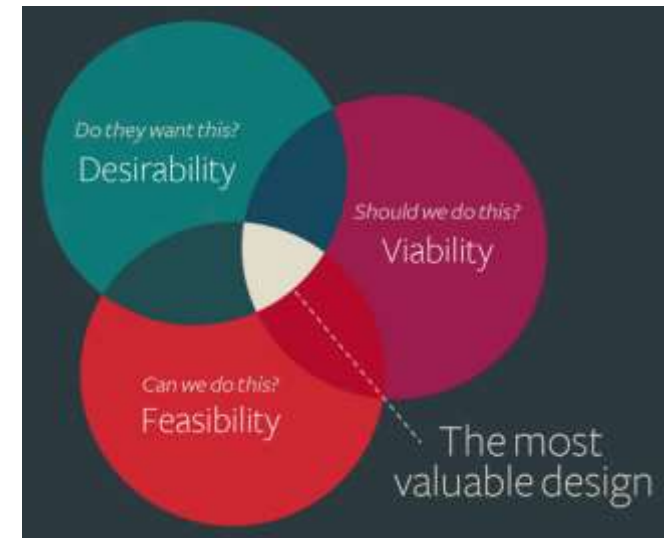 Do they want this?
Desirability
Should we do this?
Viability
Can we do this?
Feasibility
The most
valuable design